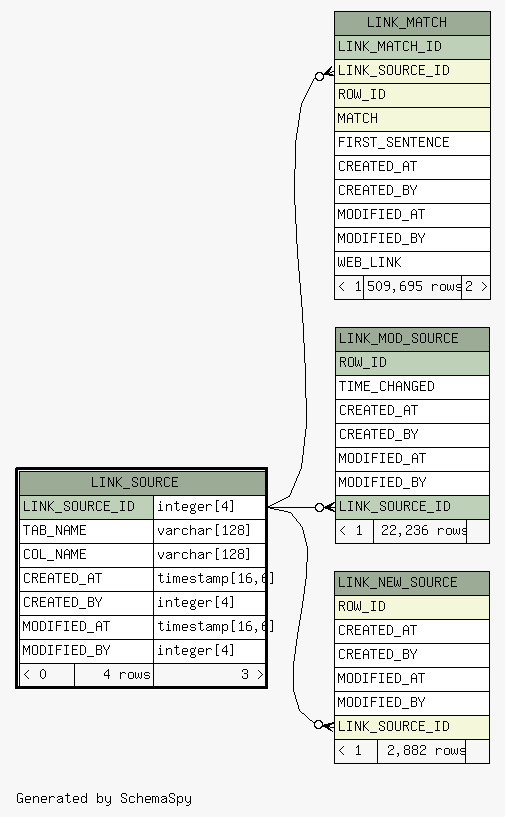 LINK_MATCH
LINK_MATCH_ID
LINK_SOURCE_ID
ROW_ID
MATCH
FIRST_SENTENCE
CREATED_AT
CREATED_BY
MODIFIED_AT
MODIFIED_BY
WEB_LINK
< 1 509,695 rows 2 >
LINK_MOD_SOURCE
ROW_ID
TIME_CHANGED
CREATED_AT
CREATED_BY
MODIFIED_AT
MODIFIED_BY
LINK_SOURCE_ID
< 1 22,236 rows
LINK_SOURCE
LINK_SOURCE_ID integer[4]
TAB_NAME varchar[128]
COL_NAME varchar[128]
CREATED_AT timestamp[16,6]
CREATED_BY integer[4]
MODIFIED_AT timestamp[16,6]
MODIFIED_BY integer[4]
< 0 4 rows 3 >
LINK_NEW_SOURCE
ROW_ID
CREATED_AT
CREATED_BY
MODIFIED_AT
MODIFIED_BY
LINK_SOURCE_ID
< 1 2,882 rows
Generated by SchemaSpy